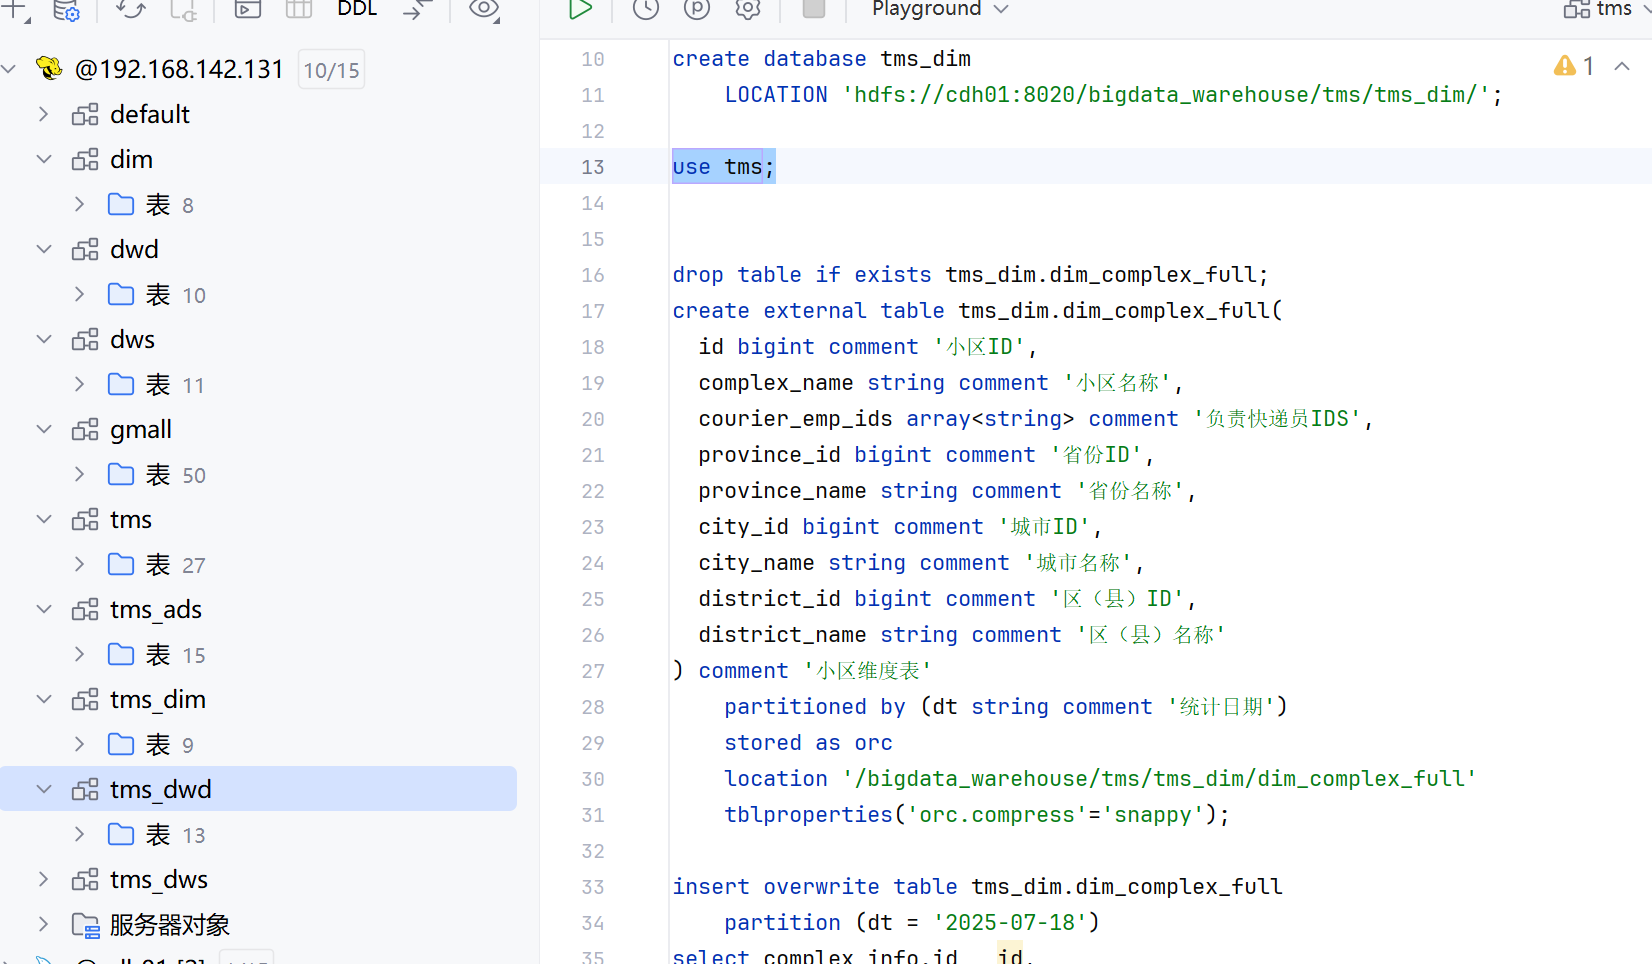 DDL
Playground
tms
@192.168.142.131 10/15
default
dim
表 8
dwd
表 10
dws
表 11
gmall
表 50
tms
表 27
tms_ads
表 15
tms_dim
表 9
tms_dwd
表 13
tms_dws
服务器对象
1
10 create database tms_dim
11 LOCATION 'hdfs://cdh01:8020/bigdata_warehouse/tms/tms_dim/';
12
13 use tms;
14
15
16 drop table if exists tms_dim.dim_complex_full;
17 create external table tms_dim.dim_complex_full(
18 id bigint comment '小区ID',
19 complex_name string comment '小区名称',
20 courier_emp_ids array<string> comment '负责快递员IDS',
21 province_id bigint comment '省份ID',
22 province_name string comment '省份名称',
23 city_id bigint comment '城市ID',
24 city_name string comment '城市名称',
25 district_id bigint comment '区（县）ID',
26 district_name string comment '区（县）名称'
27 ) comment '小区维度表'
28 partitioned by (dt string comment '统计日期')
29 stored as orc
30 location '/bigdata_warehouse/tms/tms_dim/dim_complex_full'
31 tblproperties('orc.compress'='snappy');
32
33 insert overwrite table tms_dim.dim_complex_full
34 partition (dt = '2025-07-18')
35 select complex_info.id id,